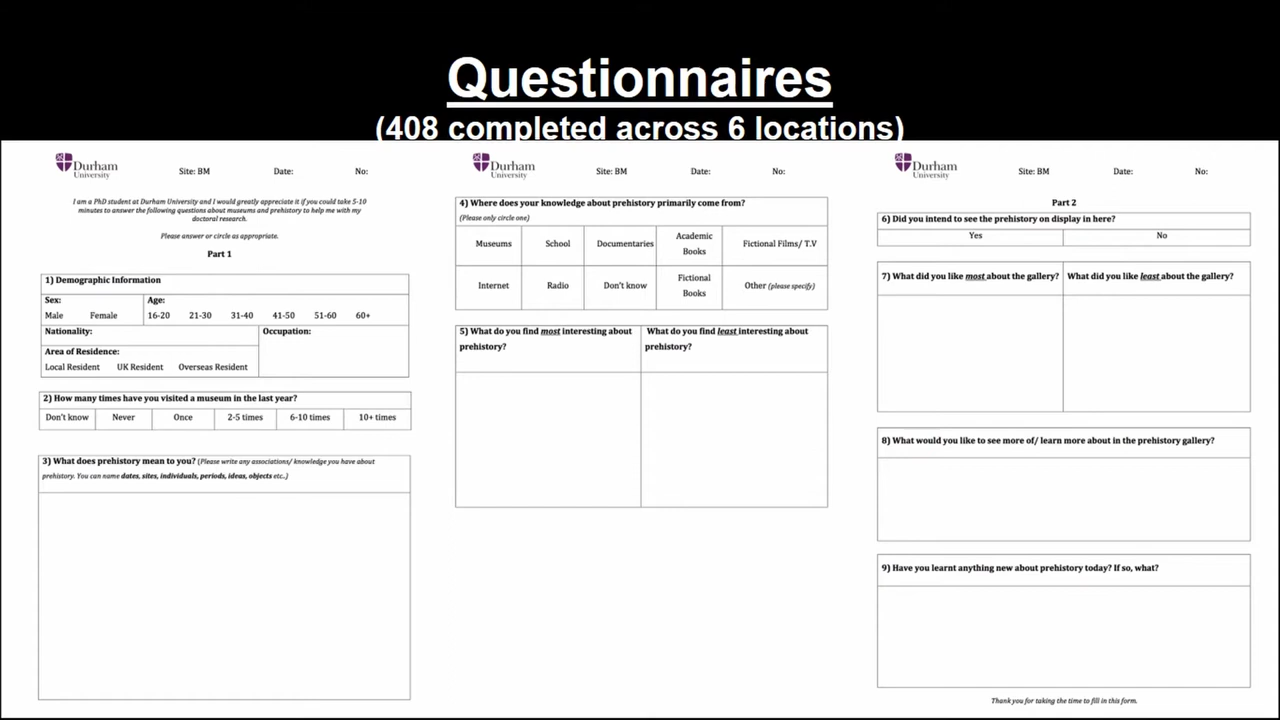 Questionnaires
(408 completed across 6 locations)
Durham
University
Site: BM Date: No:
I am a PhD student at Durham University and I would greatly appreciate it if you could take 5-10
minutes to answer the following questions about museums and prehistory to help me with my
doctoral research.
Please answer or circle as appropriate.
Part 1
1) Demographic Information
Sex: Age:
Male Female 16-20 21-30 31-40 41-50 51-60 60+
Nationality: Occupation:
Area of Residence:
Local Resident UK Resident Overseas Resident
2) How many times have you visited a museum in the last year?
Don't know Never Once 2-5 times 6-10 times 10+ times
3) What does prehistory mean to you? (Please write any associations/ knowledge you have about
prehistory. You can name dates, sites, individuals, periods, ideas, objects etc..)
Durham
University
Site: BM Date: No:
4) Where does your knowledge about prehistory primarily come from?
(Please only circle one)
Museums School Documentaries Academic Books Fictional Films/ T.V
Internet Radio Don't know Fictional Books Other (please specify)
5) What do you find most interesting about
prehistory?
What do you find least interesting about
prehistory?
Durham
University
Site: BM Date: No:
Part 2
6) Did you intend to see the prehistory on display in here?
Yes No
7) What did you like most about the gallery? What did you like least about the gallery?
8) What would you like to see more of/ learn more about in the prehistory gallery?
9) Have you learnt anything new about prehistory today? If so, what?
Thank you for taking the time to fill in this form.